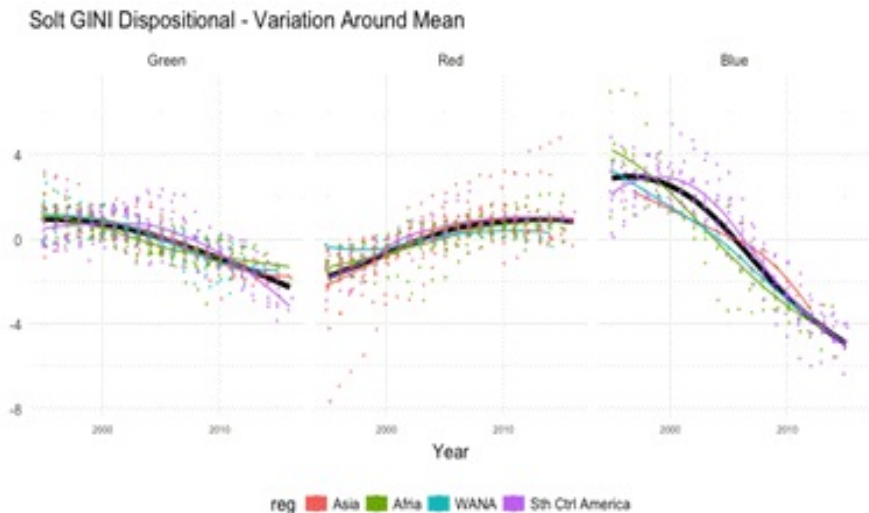 Solt GINI Dispositional - Variation Around Mean
Green Red Blue
4
0
-4
-8
2000 2010 2000 2010 2000 2010
Year
reg Asia Afria WANA Sth Ctrl America